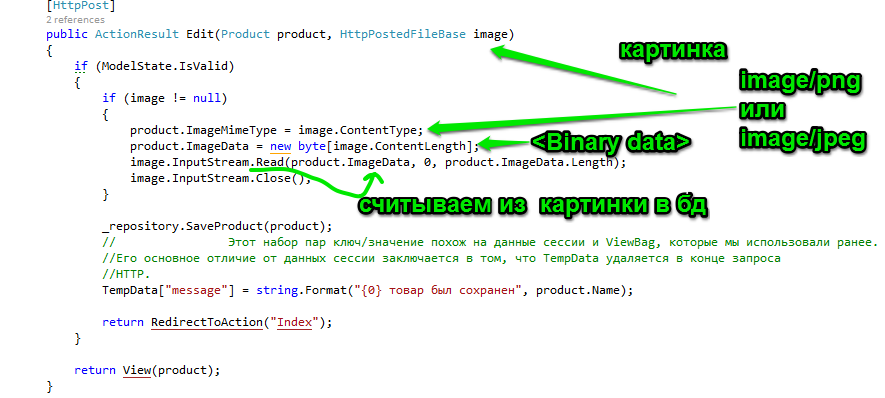 [HttpPost]
2 references
public ActionResult Edit(Product product, HttpPostedFileBase image)
{
картинка
if (ModelState.IsValid)
{
image/png
или
image/jpeg
if (image != null)
{
product.ImageMimeType = image.ContentType;
product.ImageData = new byte[image.ContentLength];
<Binary data>
image.InputStream.Read(product.ImageData, 0, product.ImageData.Length);
image.InputStream.Close();
}
считываем из картинки в бд
_repository.SaveProduct(product);
// Этот набор пар ключ/значение похож на данные сессии и ViewBag, которые мы использовали ранее.
//Его основное отличие от данных сессии заключается в том, что TempData удаляется в конце запроса
//HTTP.
TempData["message"] = string.Format("{0} товар был сохранен", product.Name);
return RedirectToAction("Index");
}
return View(product);
}